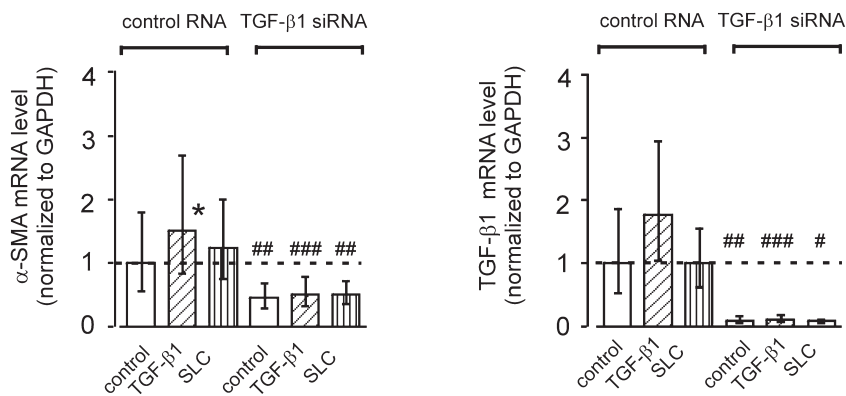 control RNA TGF-β1 siRNA
α-SMA mRNA level
(normalized to GAPDH)
4
3
2
1
0
*
## ### ##
control TGF-β1 SLC control TGF-β1 SLC
control RNA TGF-β1 siRNA
TGF-β1 mRNA level
(normalized to GAPDH)
4
3
2
1
0
## ### #
control TGF-β1 SLC control TGF-β1 SLC